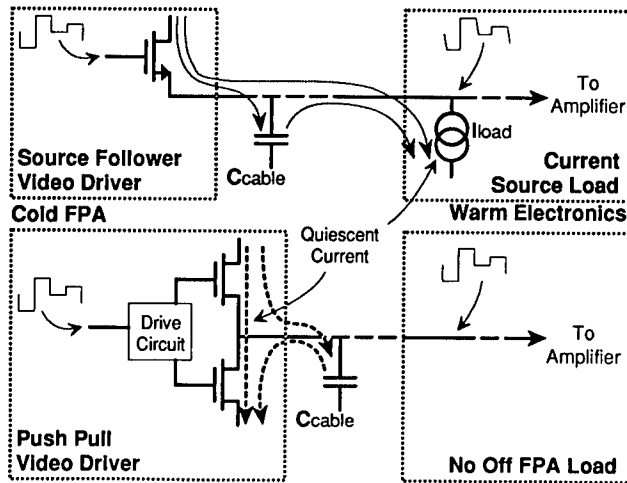 To
Amplifier
Iload
Source Follower
Video Driver
Ccable
Current
Source Load
Cold FPA
Warm Electronics
Quiescent
Current
Drive
Circuit
To
Amplifier
Ccable
Push Pull
Video Driver
No Off FPA Load